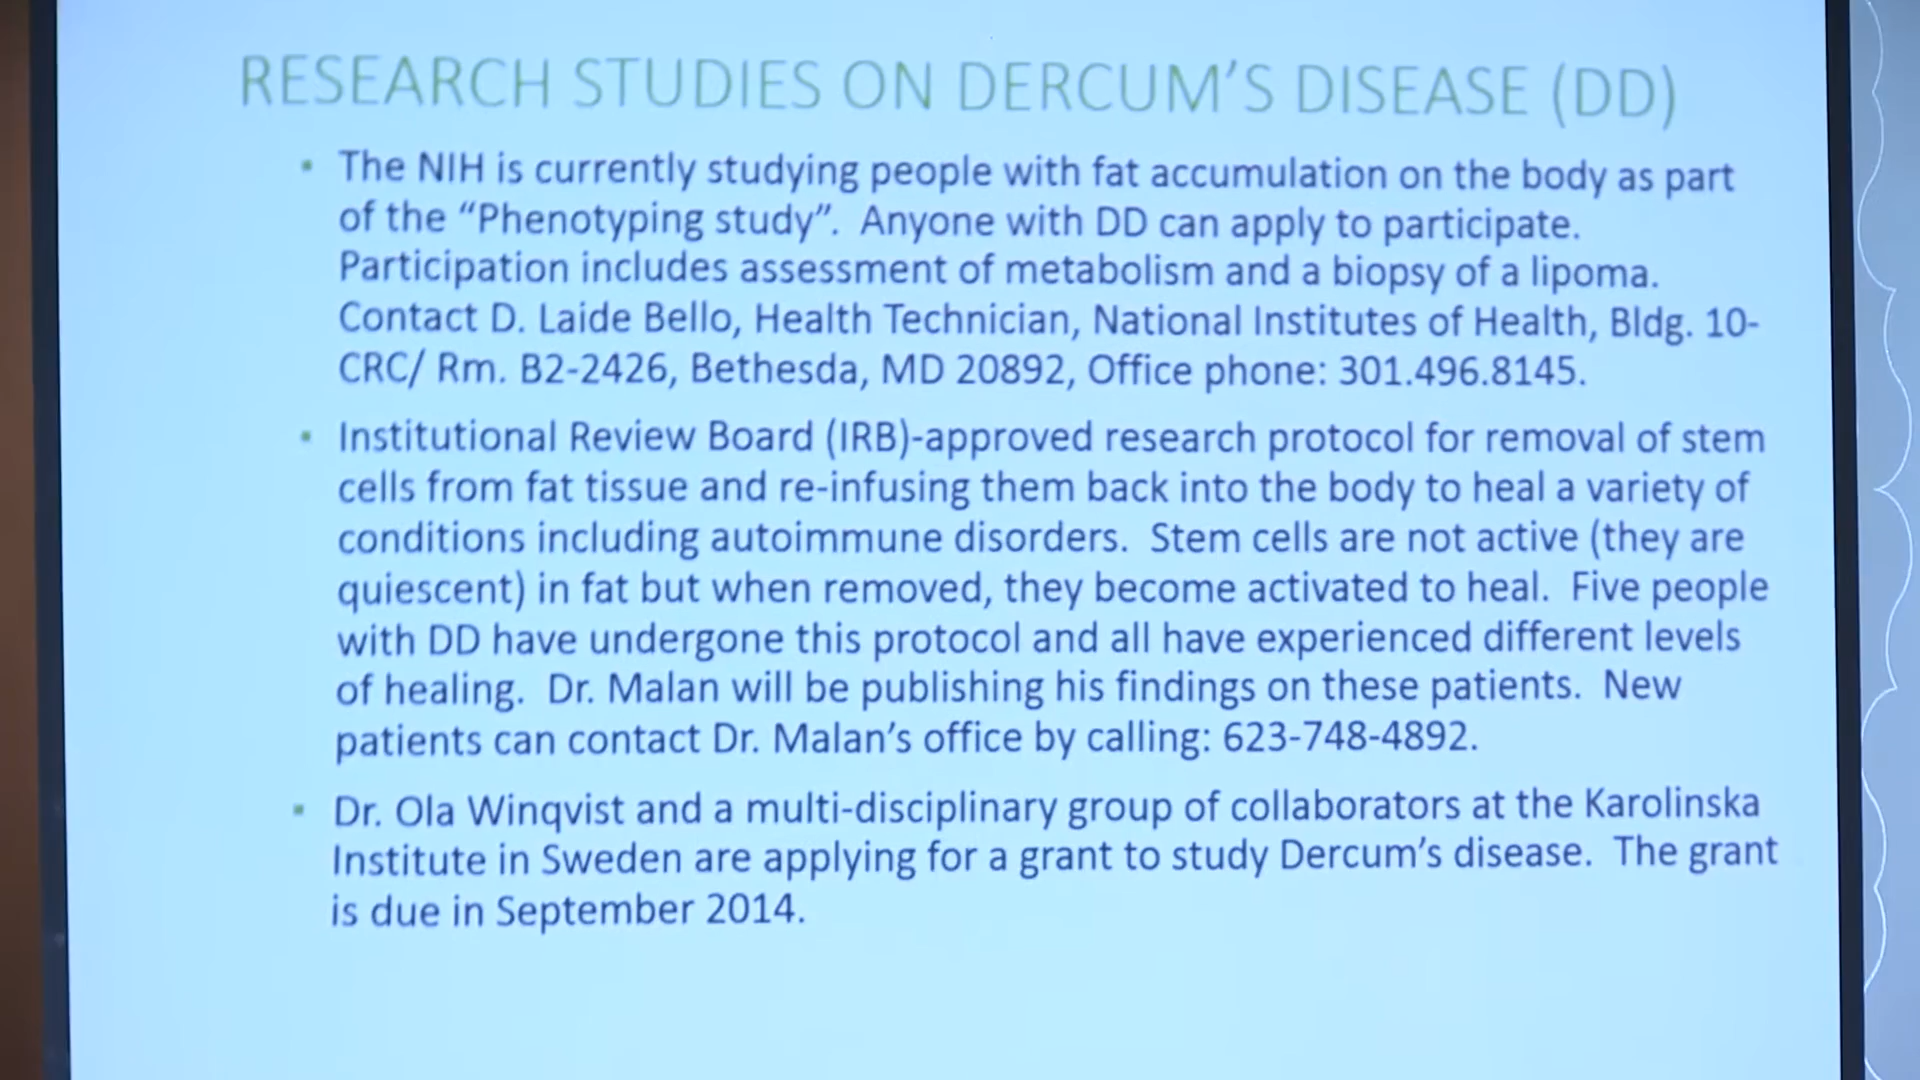 RESEARCH STUDIES ON DERCUM'S DISEASE (DD)
• The NIH is currently studying people with fat accumulation on the body as part
of the “Phenotyping study”. Anyone with DD can apply to participate.
Participation includes assessment of metabolism and a biopsy of a lipoma.
Contact D. Laide Bello, Health Technician, National Institutes of Health, Bldg. 10-
CRC/ Rm. B2-2426, Bethesda, MD 20892, Office phone: 301.496.8145.
• Institutional Review Board (IRB)-approved research protocol for removal of stem
cells from fat tissue and re-infusing them back into the body to heal a variety of
conditions including autoimmune disorders. Stem cells are not active (they are
quiescent) in fat but when removed, they become activated to heal. Five people
with DD have undergone this protocol and all have experienced different levels
of healing. Dr. Malan will be publishing his findings on these patients. New
patients can contact Dr. Malan's office by calling: 623-748-4892.
• Dr. Ola Winqvist and a multi-disciplinary group of collaborators at the Karolinska
Institute in Sweden are applying for a grant to study Dercum's disease. The grant
is due in September 2014.